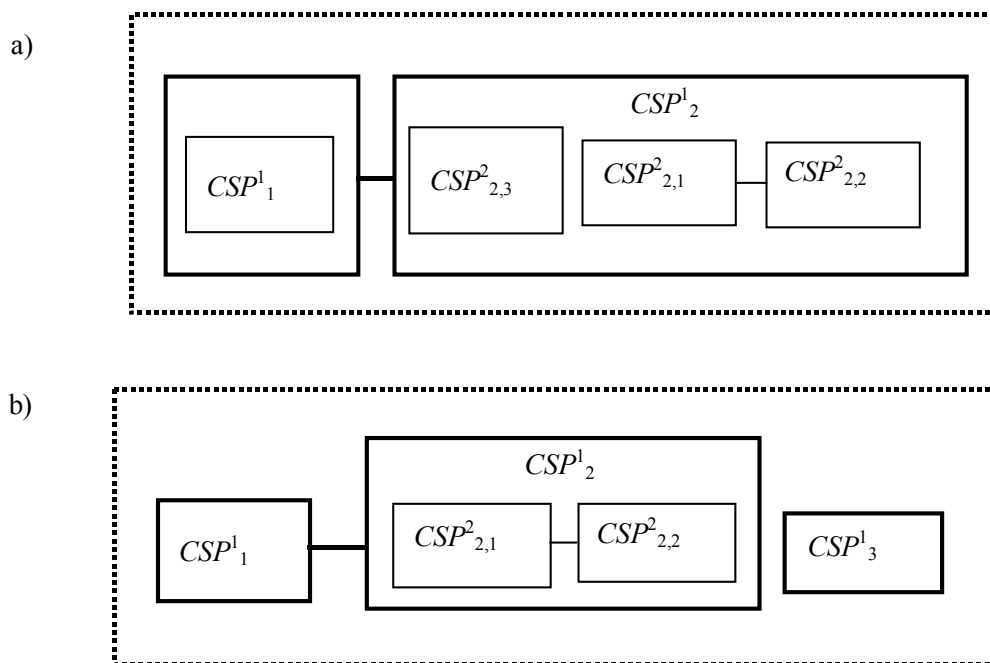 a)
CSP¹₂
CSP¹₁
CSP²₂,₃
CSP²₂,₁
CSP²₂,₂
b)
CSP¹₂
CSP¹₁
CSP²₂,₁
CSP²₂,₂
CSP¹₃